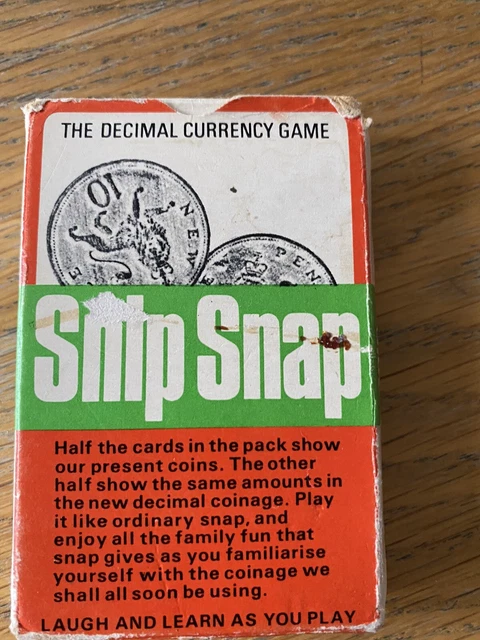 THE DECIMAL CURRENCY GAME
10
PEN
Snip Snap
Half the cards in the pack show
our present coins. The other
half show the same amounts in
the new decimal coinage. Play
it like ordinary snap, and
enjoy all the family fun that
snap gives as you familiarise
yourself with the coinage we
shall all soon be using.
LAUGH AND LEARN AS YOU PLAY